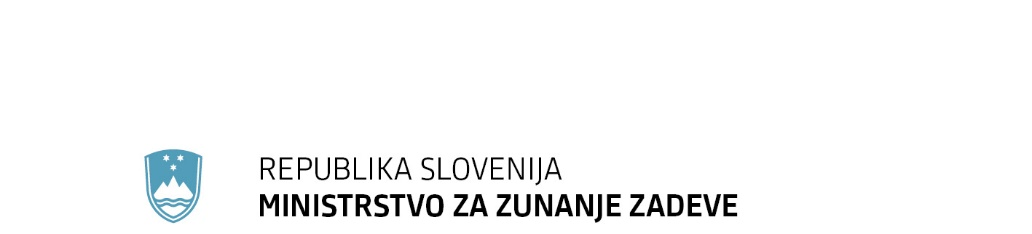 REPUBLIKA SLOVENIJA
MINISTRSTVO ZA ZUNANJE ZADEVE